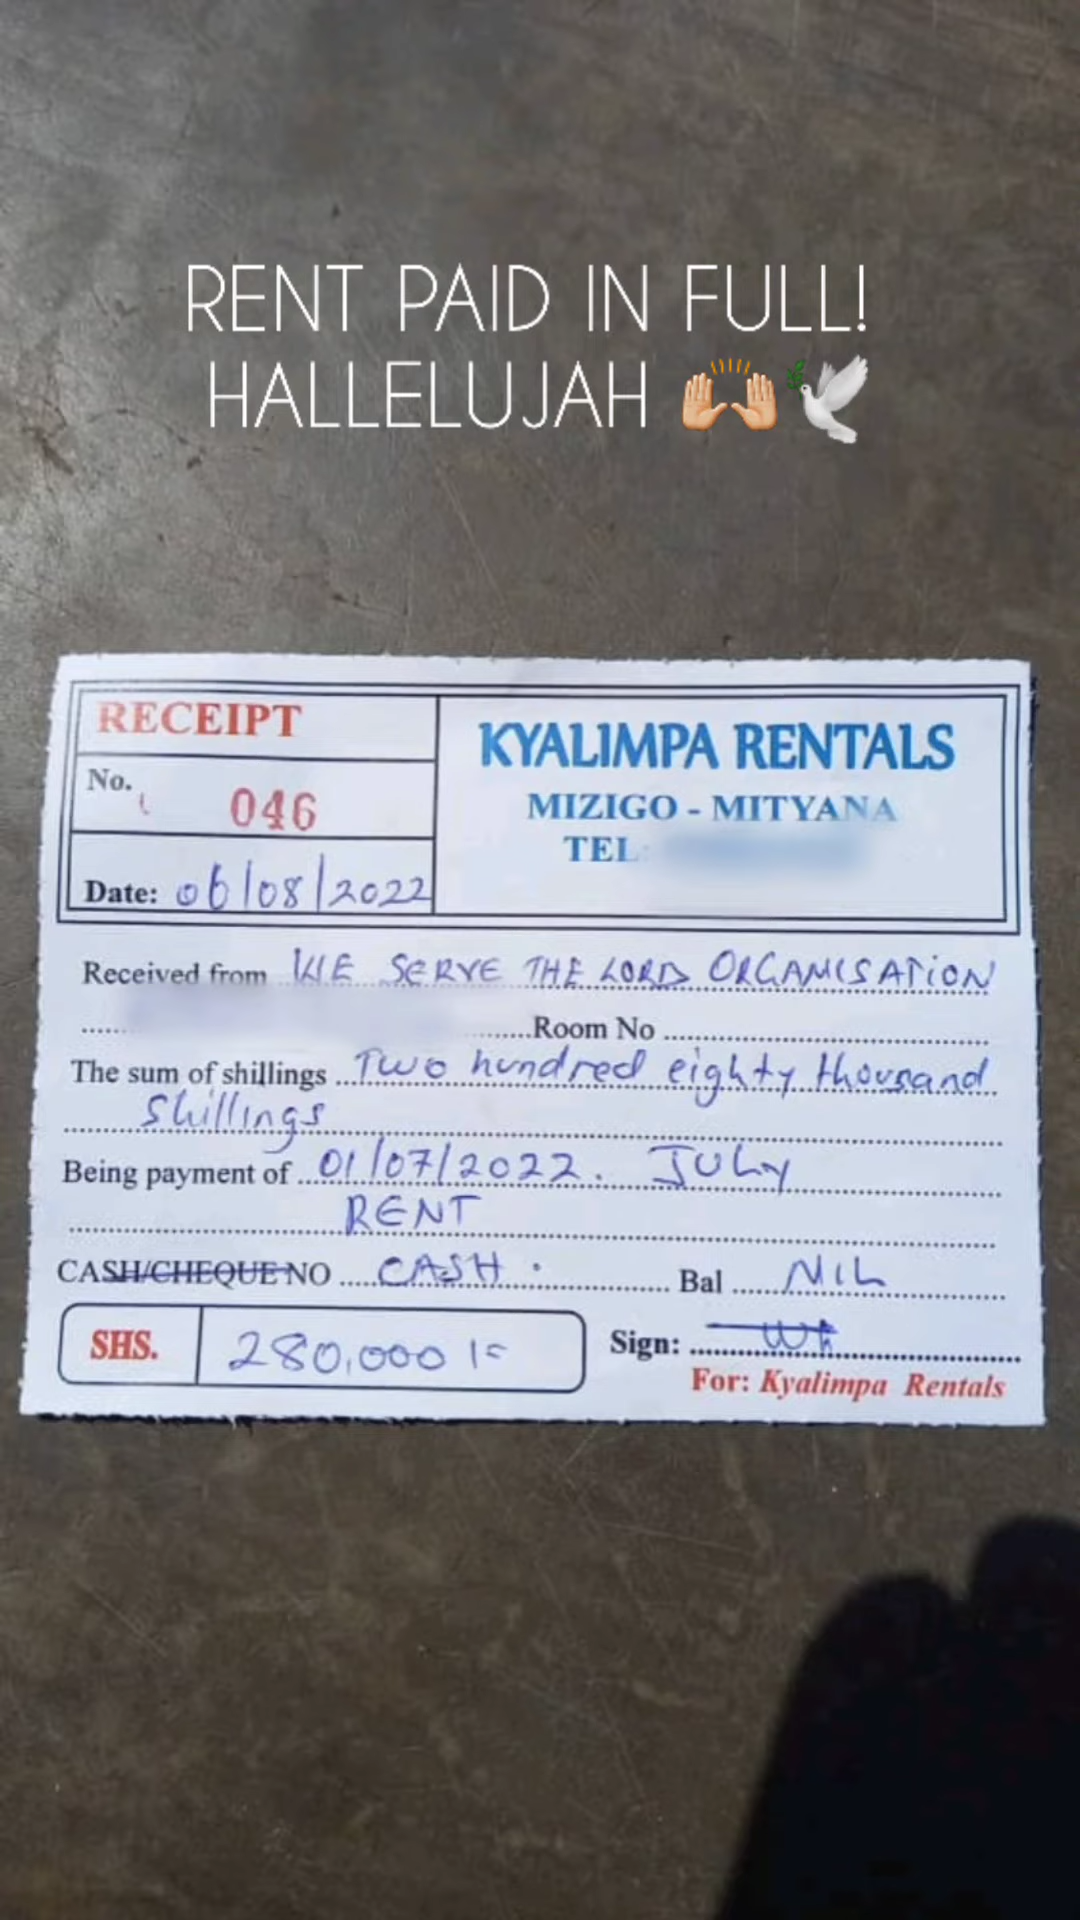 RENT PAID IN FULL!
HALLELUJAH 🙌🏼🕊
RECEIPT
KYALIMPA RENTALS
No. 046
MIZIGO - MITYANA
TEL:
Date: 06/08/2022
Received from WE SERVE THE LORD ORGANISATION
Room No
The sum of shillings Two hundred eighty thousand
shillings
Being payment of 01/07/2022. JULY
RENT
CASH/CHEQUE NO CASH. Bal NIL
SHS. 280,000/= Sign:
For: Kyalimpa Rentals